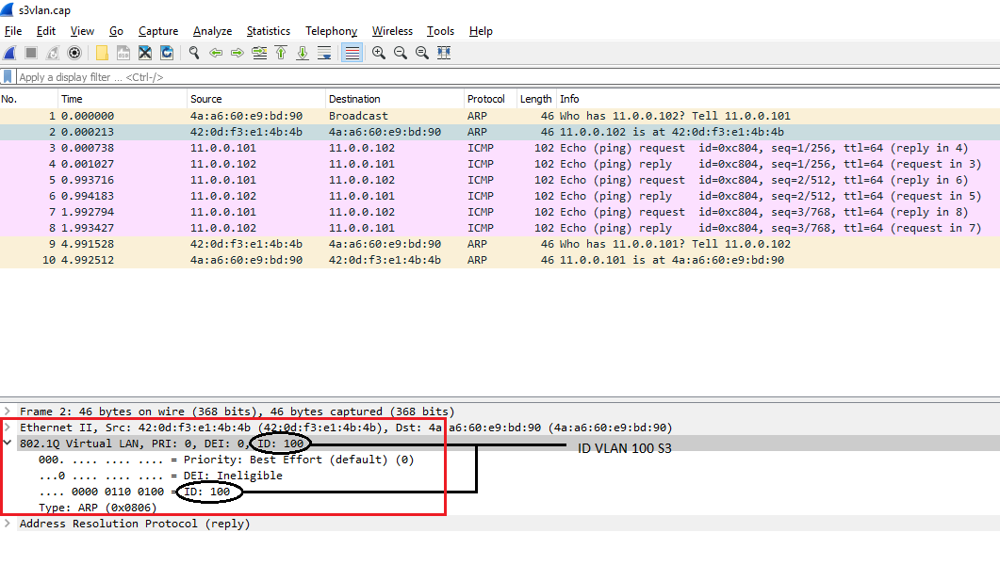 s3vlan.cap
File Edit View Go Capture Analyze Statistics Telephony Wireless Tools Help
Apply a display filter ... <Ctrl-/>
No. Time Source Destination Protocol Length Info
1 0.000000 4a:a6:60:e9:bd:90 Broadcast ARP 46 Who has 11.0.0.102? Tell 11.0.0.101
2 0.000213 42:0d:f3:e1:4b:4b 4a:a6:60:e9:bd:90 ARP 46 11.0.0.102 is at 42:0d:f3:e1:4b:4b
3 0.000738 11.0.0.101 11.0.0.102 ICMP 102 Echo (ping) request id=0xc804, seq=1/256, ttl=64 (reply in 4)
4 0.001027 11.0.0.102 11.0.0.101 ICMP 102 Echo (ping) reply id=0xc804, seq=1/256, ttl=64 (request in 3)
5 0.993716 11.0.0.101 11.0.0.102 ICMP 102 Echo (ping) request id=0xc804, seq=2/512, ttl=64 (reply in 6)
6 0.994183 11.0.0.102 11.0.0.101 ICMP 102 Echo (ping) reply id=0xc804, seq=2/512, ttl=64 (request in 5)
7 1.992794 11.0.0.101 11.0.0.102 ICMP 102 Echo (ping) request id=0xc804, seq=3/768, ttl=64 (reply in 8)
8 1.993427 11.0.0.102 11.0.0.101 ICMP 102 Echo (ping) reply id=0xc804, seq=3/768, ttl=64 (request in 7)
9 4.991528 42:0d:f3:e1:4b:4b 4a:a6:60:e9:bd:90 ARP 46 Who has 11.0.0.101? Tell 11.0.0.102
10 4.992512 4a:a6:60:e9:bd:90 42:0d:f3:e1:4b:4b ARP 46 11.0.0.101 is at 4a:a6:60:e9:bd:90
Frame 2: 46 bytes on wire (368 bits), 46 bytes captured (368 bits)
Ethernet II, Src: 42:0d:f3:e1:4b:4b (42:0d:f3:e1:4b:4b), Dst: 4a:a6:60:e9:bd:90 (4a:a6:60:e9:bd:90)
802.1Q Virtual LAN, PRI: 0, DEI: 0, ID: 100
ID VLAN 100 S3
000. .... .... .... = Priority: Best Effort (default) (0)
...0 .... .... .... = DEI: Ineligible
.... 0000 0110 0100 = ID: 100
Type: ARP (0x0806)
Address Resolution Protocol (reply)